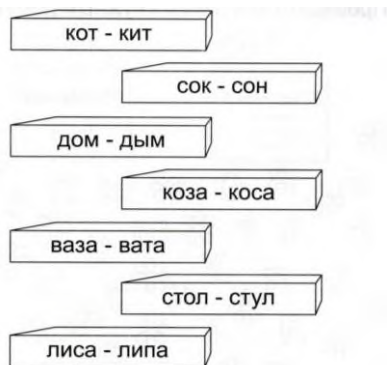 кот - кит
сок - сон
дом - дым
коза - коса
ваза - вата
стол - стул
лиса - липа